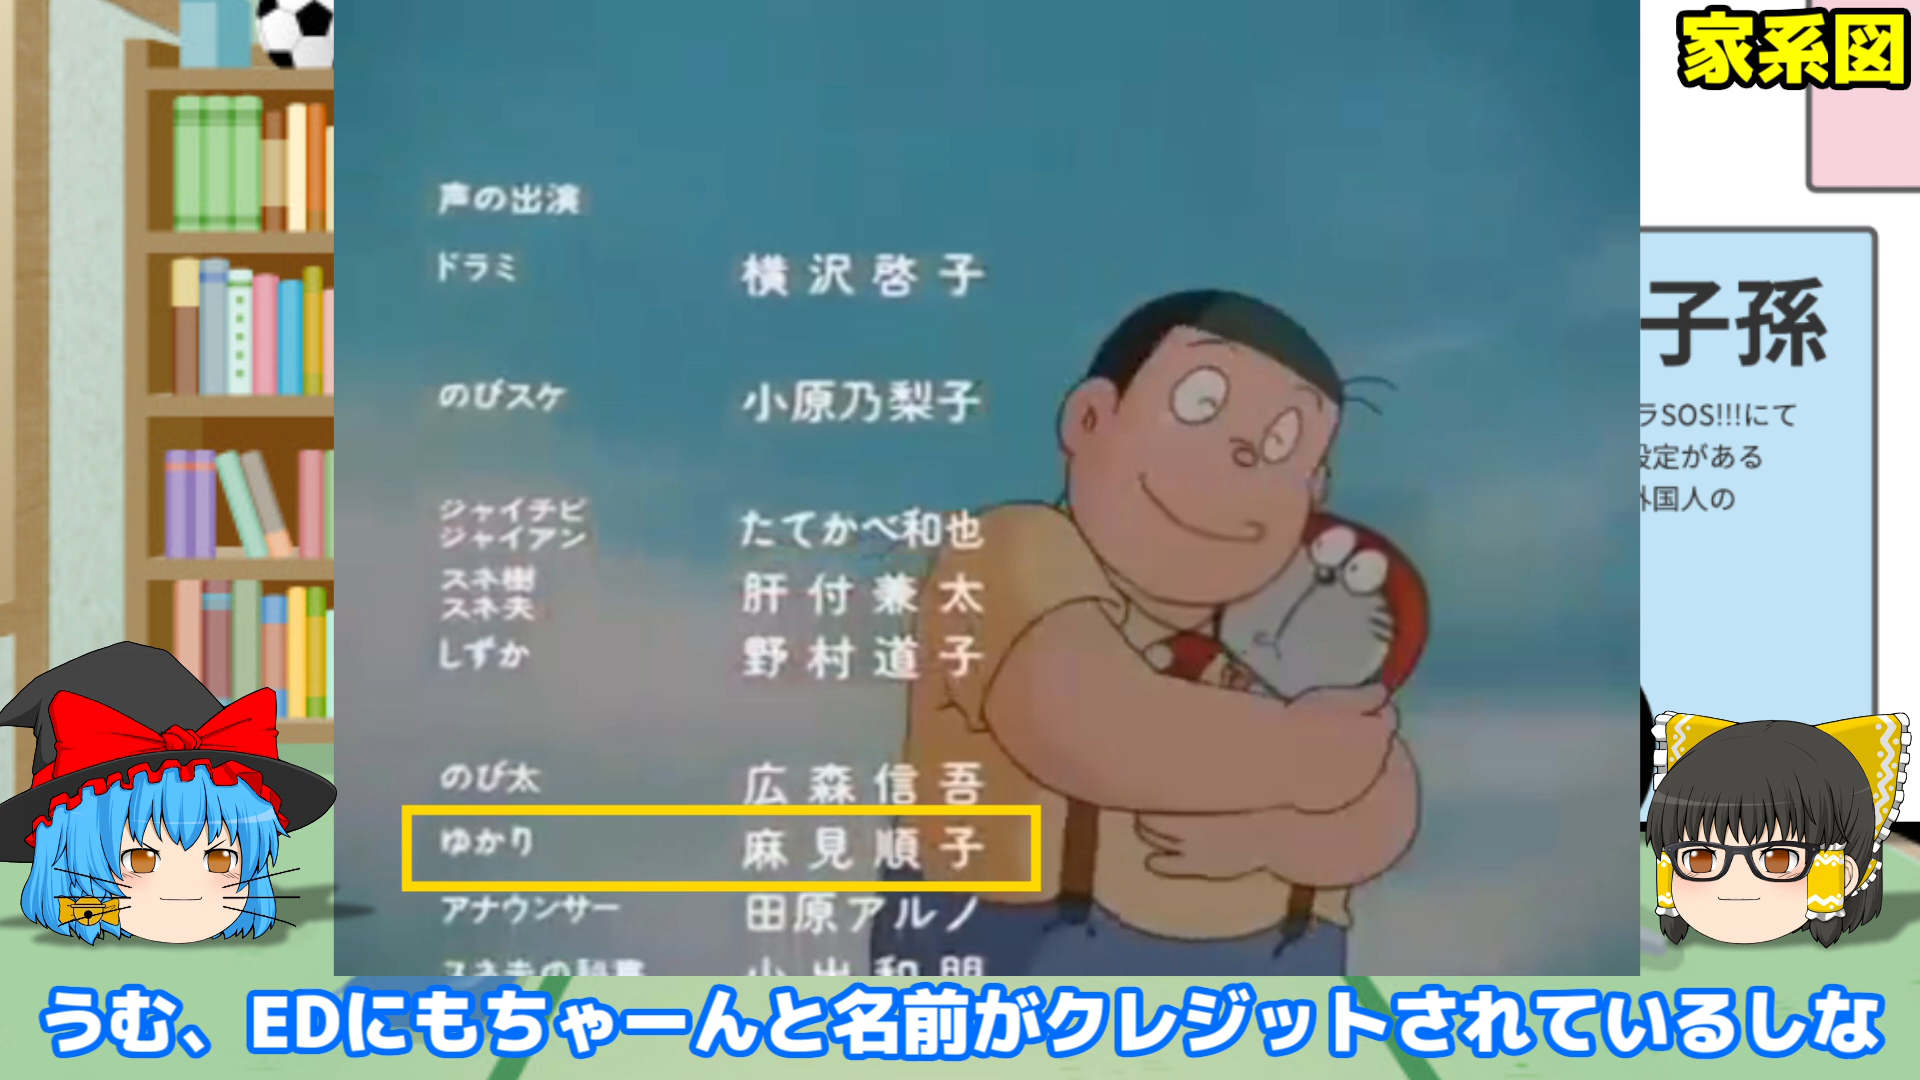 家系図
声の出演
ドラミ 横沢啓子
のびスケ 小原乃梨子
ジャイチビ
ジャイアン たてかべ和也
スネ樹
スネ夫 肝付兼太
しずか 野村道子
のび太 広森信吾
ゆかり 麻見順子
アナウンサー 田原アルノ
子孫
ラSOS!!!にて
設定がある
外国人の
うむ、EDにもちゃーんと名前がクレジットされているしな